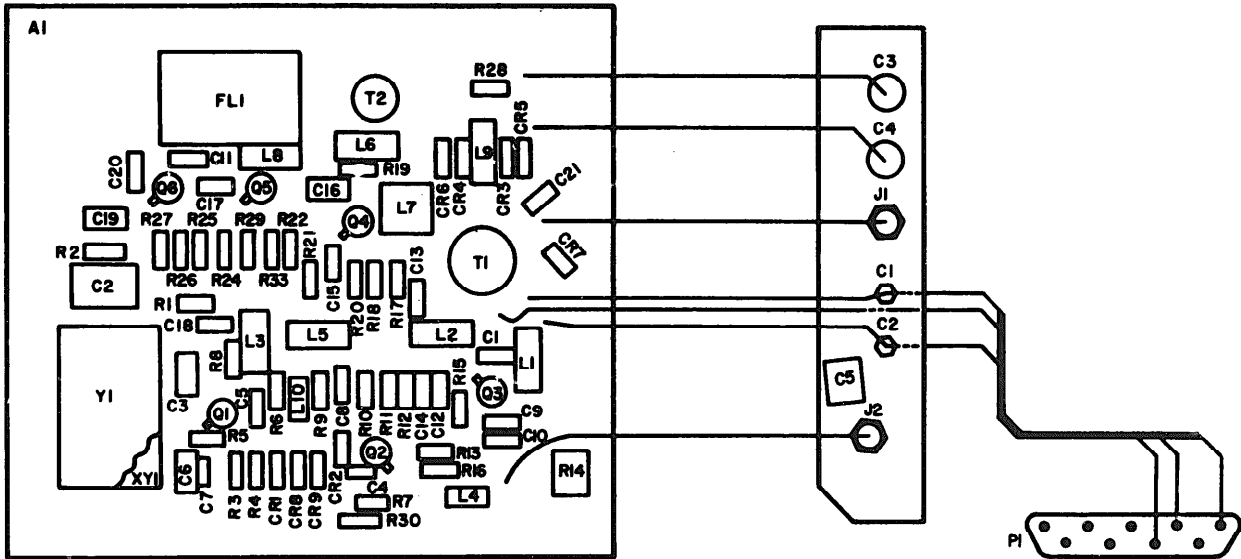 A1
R28
C3
FL1
T2
CR5
C4
C20
C11
L8
L6
R19
CR6
CR4
L9
CR3
C21
Q6
C17
Q5
C16
L7
J1
C19
R27
R25
R29
R22
Q4
R2
R26
R24
R33
R21
C15
R20
R18
R17
C13
T1
CR7
C2
C1
R1
C18
L3
L5
L2
C1
L1
C2
Y1
C3
R8
C5
R6
L10
R9
C8
R10
R11
R12
C14
C12
R15
Q3
C5
Q1
R5
C9
C10
J2
XY1
C6
C7
R3
R4
CR1
CR8
CR9
CR2
Q2
C4
R13
R16
R14
R7
L4
R30
P1